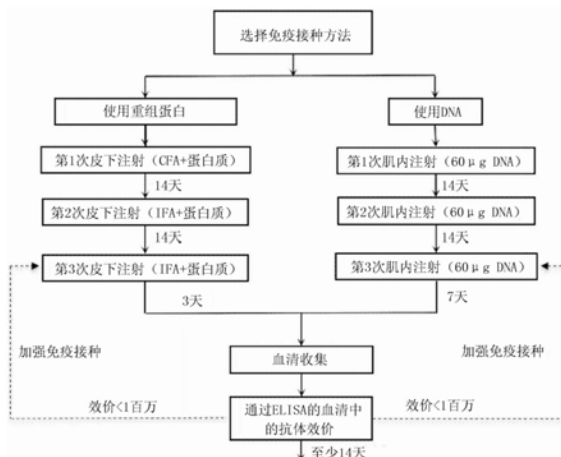 选择免疫接种方法
使用重组蛋白
使用DNA
第1次皮下注射（CFA+蛋白质）
第1次肌内注射（60μg DNA）
14天
14天
第2次皮下注射（IFA+蛋白质）
第2次肌内注射（60μg DNA）
14天
14天
第3次皮下注射（IFA+蛋白质）
第3次肌内注射（60μg DNA）
3天
7天
加强免疫接种
血清收集
加强免疫接种
效价<1百万
通过ELISA的血清中
的抗体效价
效价<1百万
至少14天